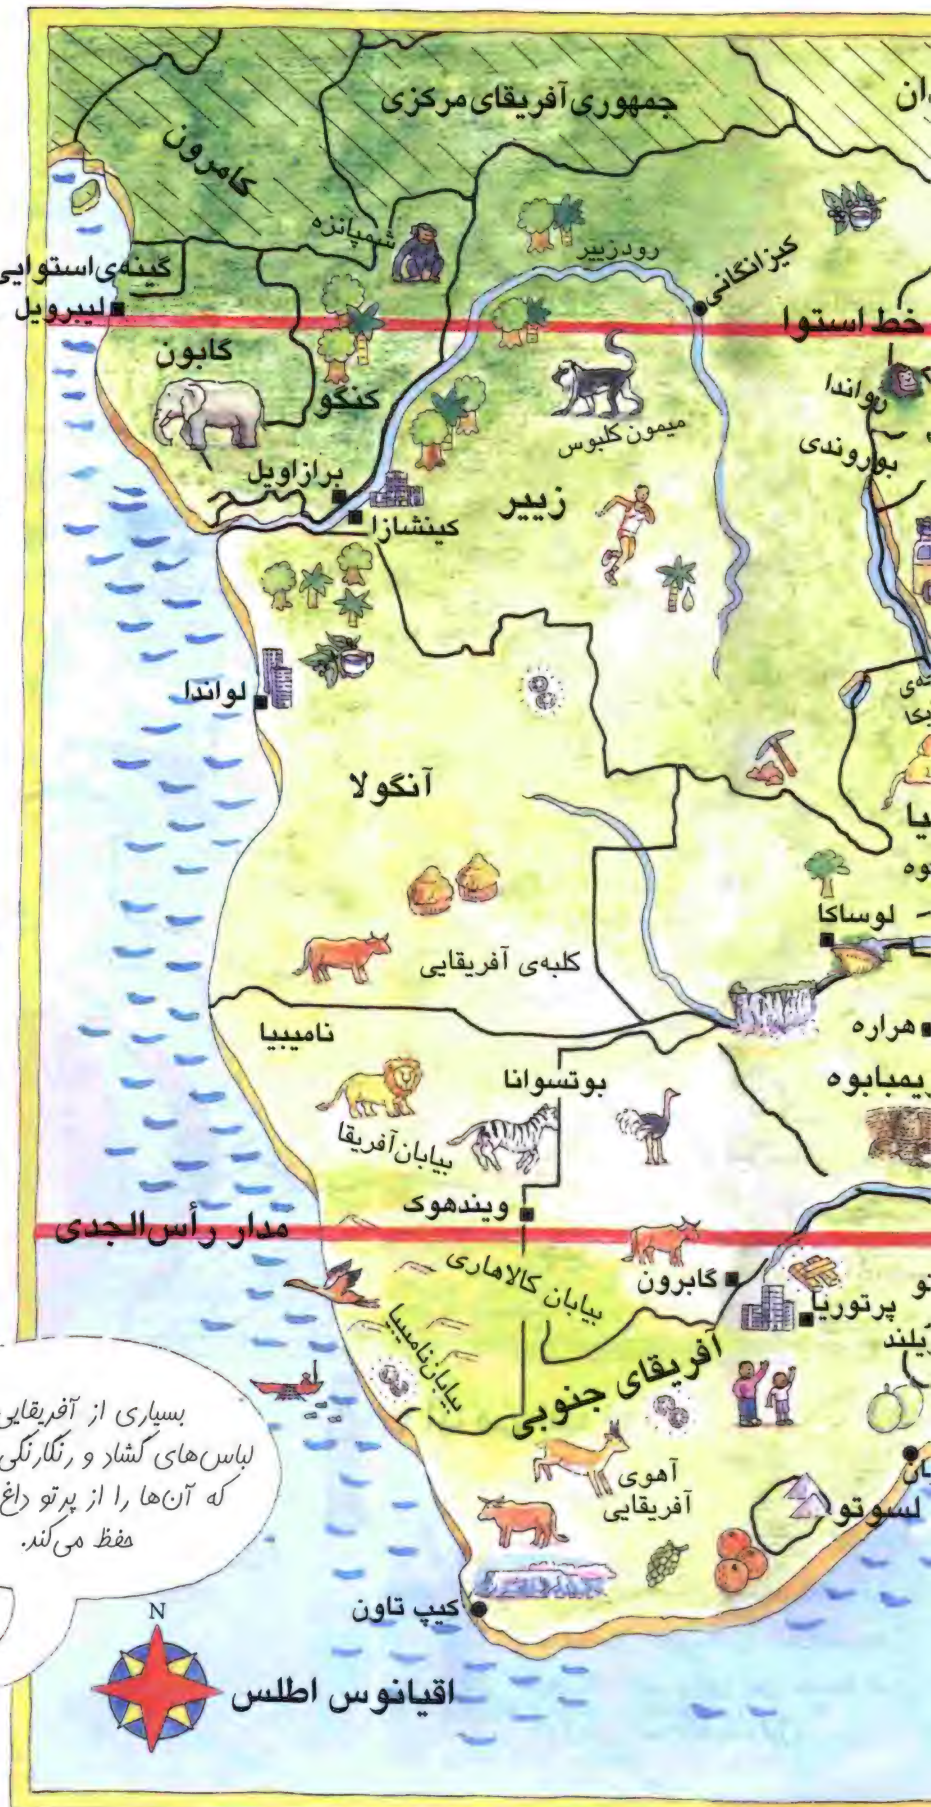 جمهوری آفریقای مرکزی
کامرون
شمپانزه
رودزییر
کیزانگانی
گینه‌ی استوایی
لیبرویل
خط استوا
گابون
کنگو
میمون کلبوس
رواندا
بوروندی
برازاویل
کینشازا
زییر
لواندا
آنگولا
لوساکا
کلبه‌ی آفریقایی
هراره
نامیبیا
بوتسوانا
بیابان آفریقا
ویندهوک
مدار رأس‌الجدی
بیابان کالاهاری
گابرون
پرتوریا
بیابان نامیبیا
آفریقای جنوبی
بسیاری از آفریقایی
لباس‌های گشاد و رنگارنگی
که آن‌ها را از پرتو داغ
حفظ می‌کند.
آهوی
آفریقایی
لسوتو
کیپ تاون
N
اقیانوس اطلس